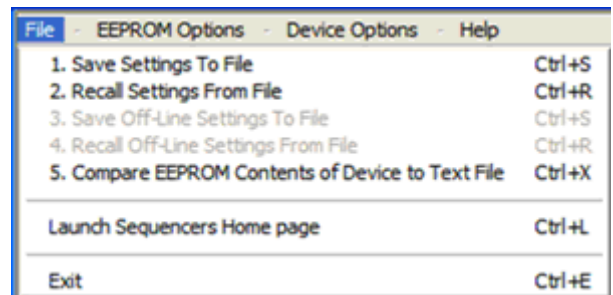 File - EEPROM Options - Device Options - Help
1. Save Settings To File Ctrl+S
2. Recall Settings From File Ctrl+R
3. Save Off-Line Settings To File Ctrl+S
4. Recall Off-Line Settings From File Ctrl+R
5. Compare EEPROM Contents of Device to Text File Ctrl+X
Launch Sequencers Home page Ctrl+L
Exit Ctrl+E